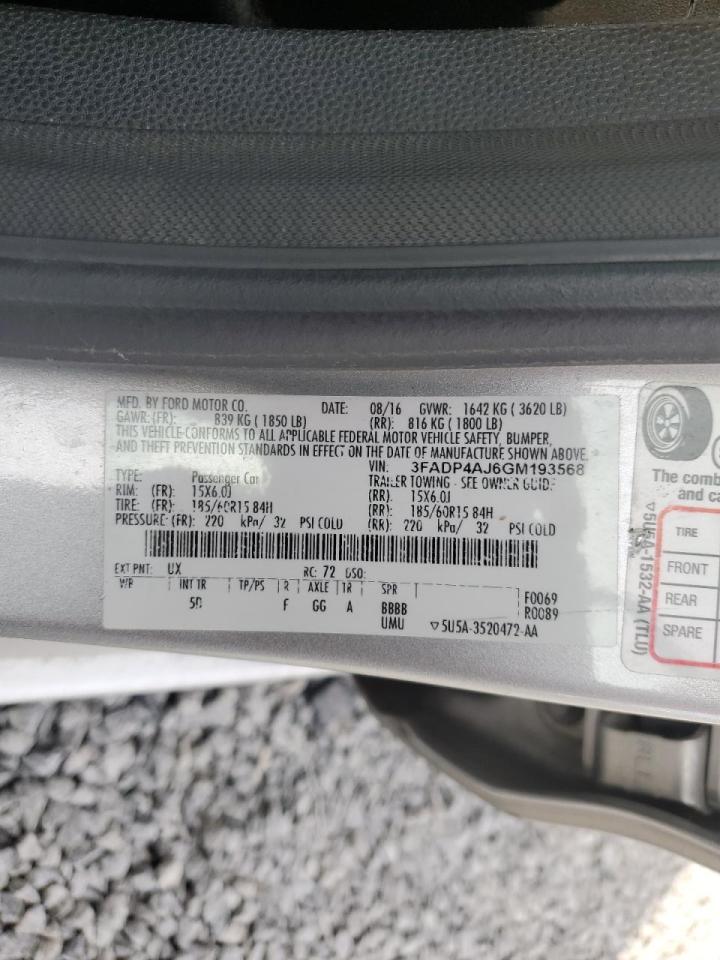 MFD. BY FORD MOTOR CO. DATE: 08/16 GVWR: 1642 KG ( 3620 LB)
GAWR: (FR): 839 KG ( 1850 LB) (RR): 816 KG ( 1800 LB)
THIS VEHICLE CONFORMS TO ALL APPLICABLE FEDERAL MOTOR VEHICLE SAFETY, BUMPER,
AND THEFT PREVENTION STANDARDS IN EFFECT ON THE DATE OF MANUFACTURE SHOWN ABOVE.
VIN: 3FADP4AJ6GM193568
TYPE: Passenger Car TRAILER TOWING - SEE OWNER GUIDE
RIM: (FR): 15X6.0J (RR): 15X6.0J
TIRE: (FR): 185/60R15 84H (RR): 185/60R15 84H
PRESSURE: (FR): 220 kPa/ 32 PSI COLD (RR): 220 kPa/ 32 PSI COLD
EXT PNT: UX RC: 72 DSO:
WB INT TR TP/PS R AXLE TR SPR F0069
5D F GG A BBBB R0089
UMU ▽5U5A-3520472-AA
The comb
and ca
▽5U5A-1532-AA (TLU)
TIRE
FRONT
REAR
SPARE